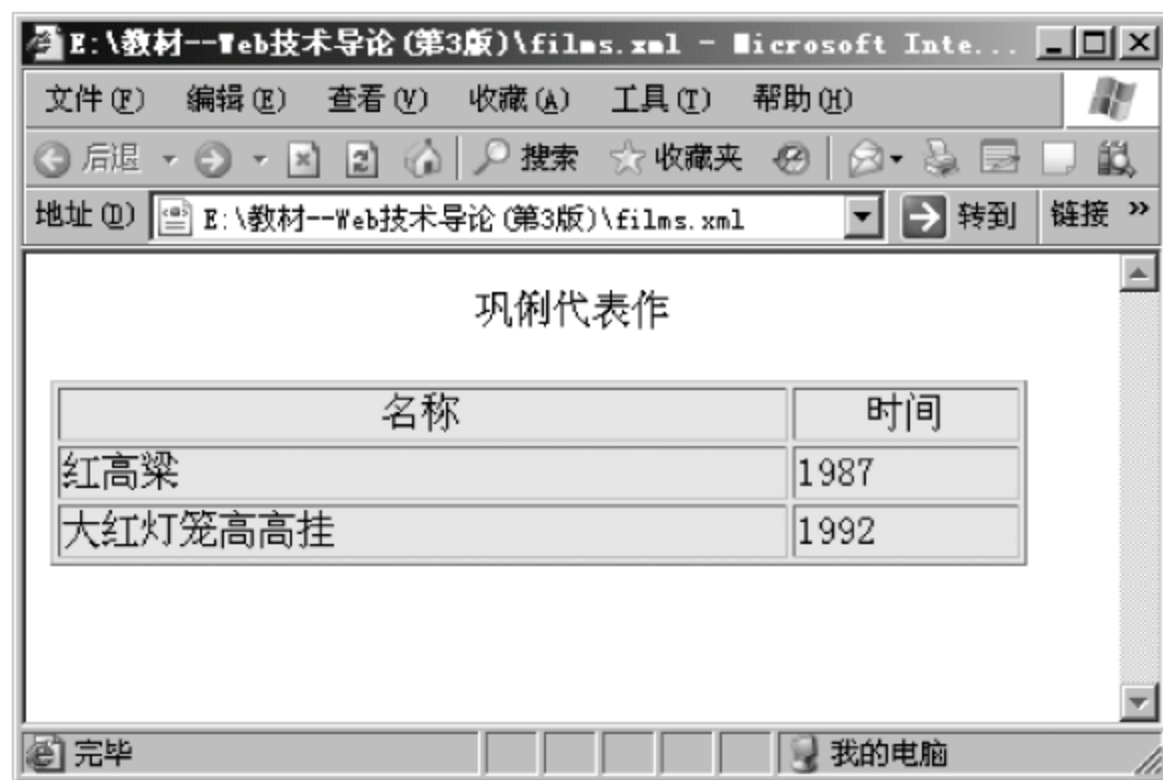 E:\教材--Web技术导论(第3版)\films.xml - Microsoft Inte...
文件(F) 编辑(E) 查看(V) 收藏(A) 工具(T) 帮助(H)
后退 搜索 收藏夹
地址(D) E:\教材--Web技术导论(第3版)\films.xml 转到 链接 »
巩俐代表作
名称 时间
红高粱 1987
大红灯笼高高挂 1992
完毕 我的电脑